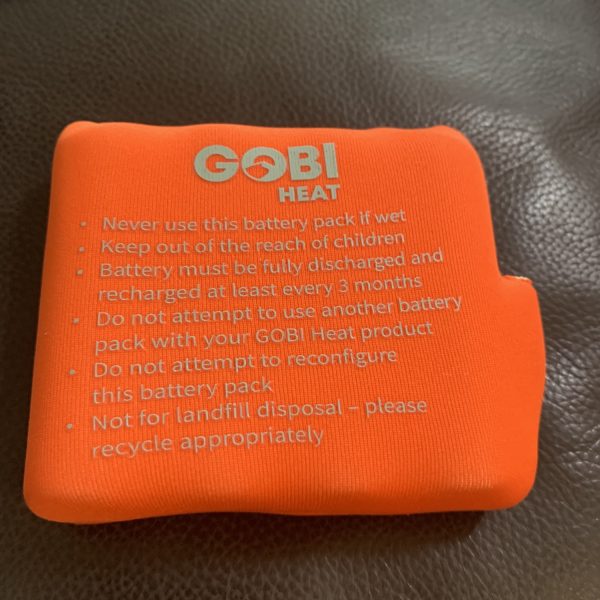 GOBI
HEAT
• Never use this battery pack if wet
• Keep out of the reach of children
• Battery must be fully discharged and
recharged at least every 3 months
• Do not attempt to use another battery
pack with your GOBI Heat product
• Do not attempt to reconfigure
this battery pack
• Not for landfill disposal – please
recycle appropriately